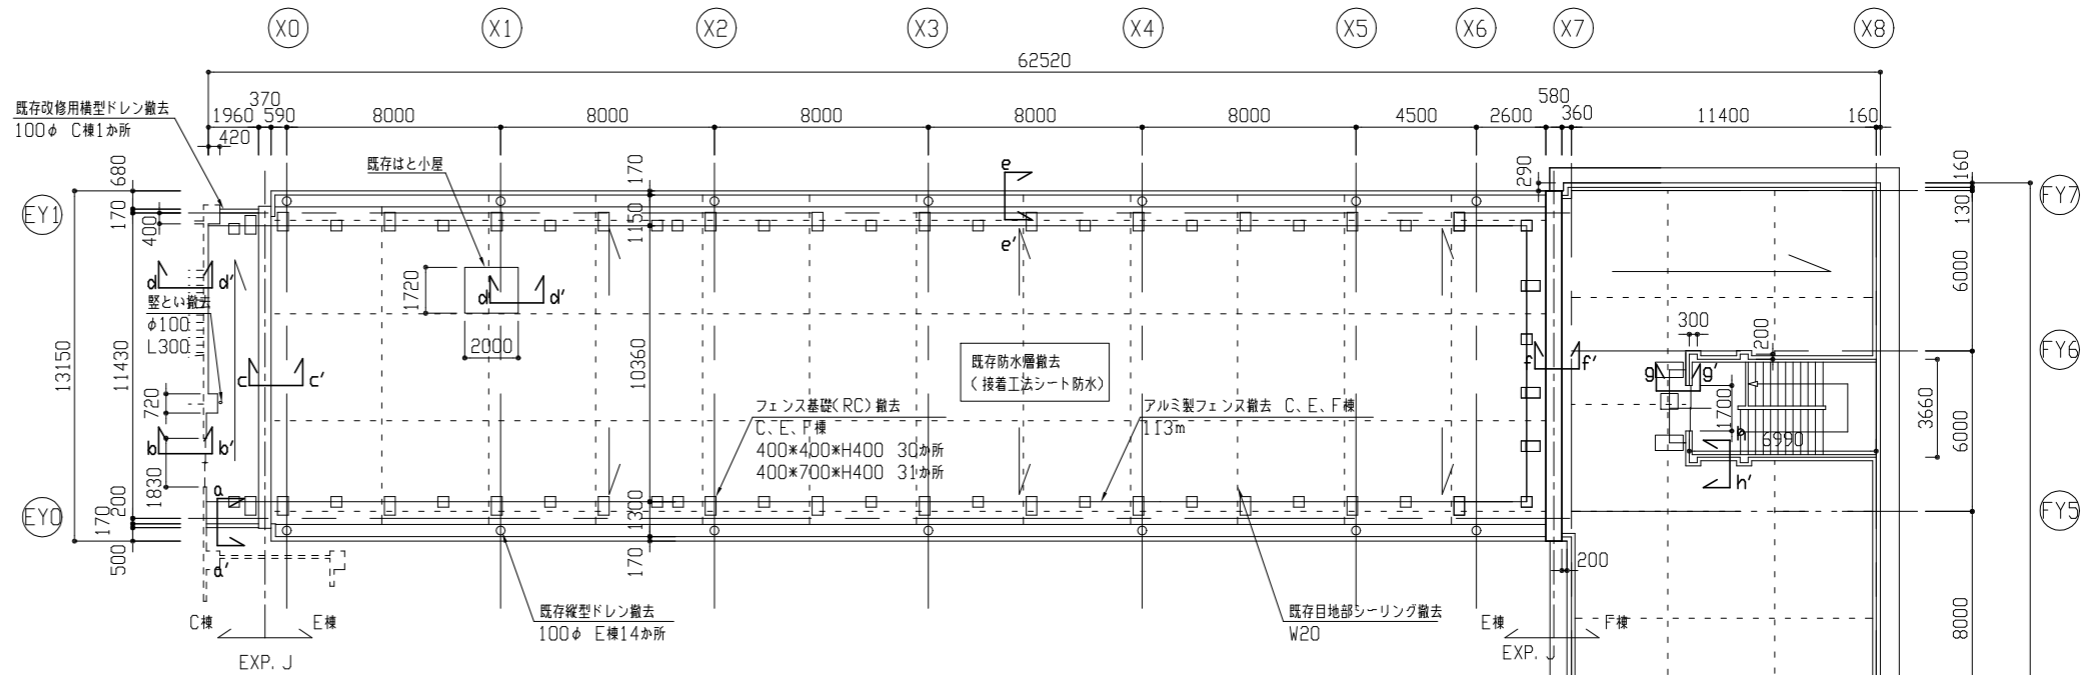 X0 X1 X2 X3 X4 X5 X6 X7 X8
62520
1960 370 590 8000 8000 8000 8000 8000 4500 2600 580 360 11400 160
420
既存改修用横型ドレン撤去
100φ C棟1か所
既存はと小屋
680
170
400
EY1
170
1150
e
e'
290
160
130
FY7
d d'
竪とい撤去
φ100
L300
1720
d d'
2000
6000
13150
11430
10360
c c'
既存防水層撤去
(接着工法シート防水)
f f'
300
200
g g'
FY6
720
フェンス基礎(RC)撤去
C、E、F棟
400*400*H400 30か所
400*700*H400 31か所
アルミ製フェンス撤去 C、E、F棟
113m
1700
3660
6000
b b'
h
6990
1830
a
h'
EY0
200
170
500
1300
170
FY5
a'
200
既存縦型ドレン撤去
100φ E棟14か所
既存目地部シーリング撤去
W20
C棟 E棟
EXP. J
E棟 F棟
EXP. J
8000